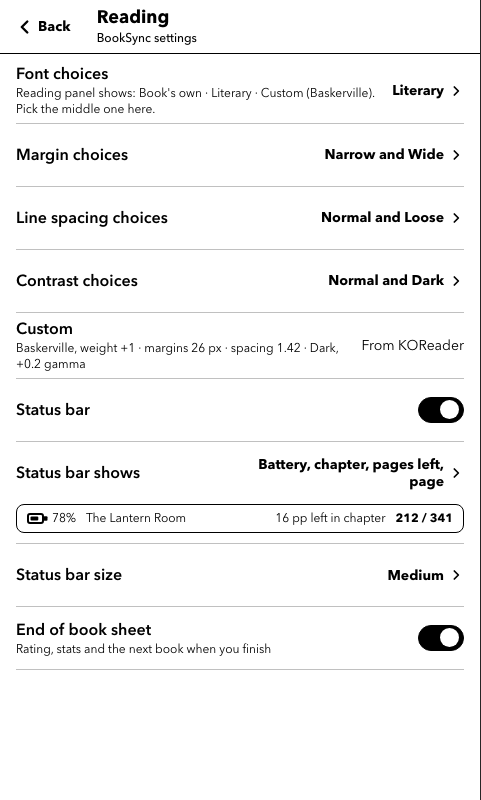 Back
Reading
BookSync settings
Font choices
Reading panel shows: Book's own · Literary · Custom (Baskerville).
Pick the middle one here.
Literary
Margin choices
Narrow and Wide
Line spacing choices
Normal and Loose
Contrast choices
Normal and Dark
Custom
Baskerville, weight +1 · margins 26 px · spacing 1.42 · Dark,
+0.2 gamma
From KOReader
Status bar
Status bar shows
Battery, chapter, pages left,
page
78% The Lantern Room 16 pp left in chapter 212 / 341
Status bar size
Medium
End of book sheet
Rating, stats and the next book when you finish